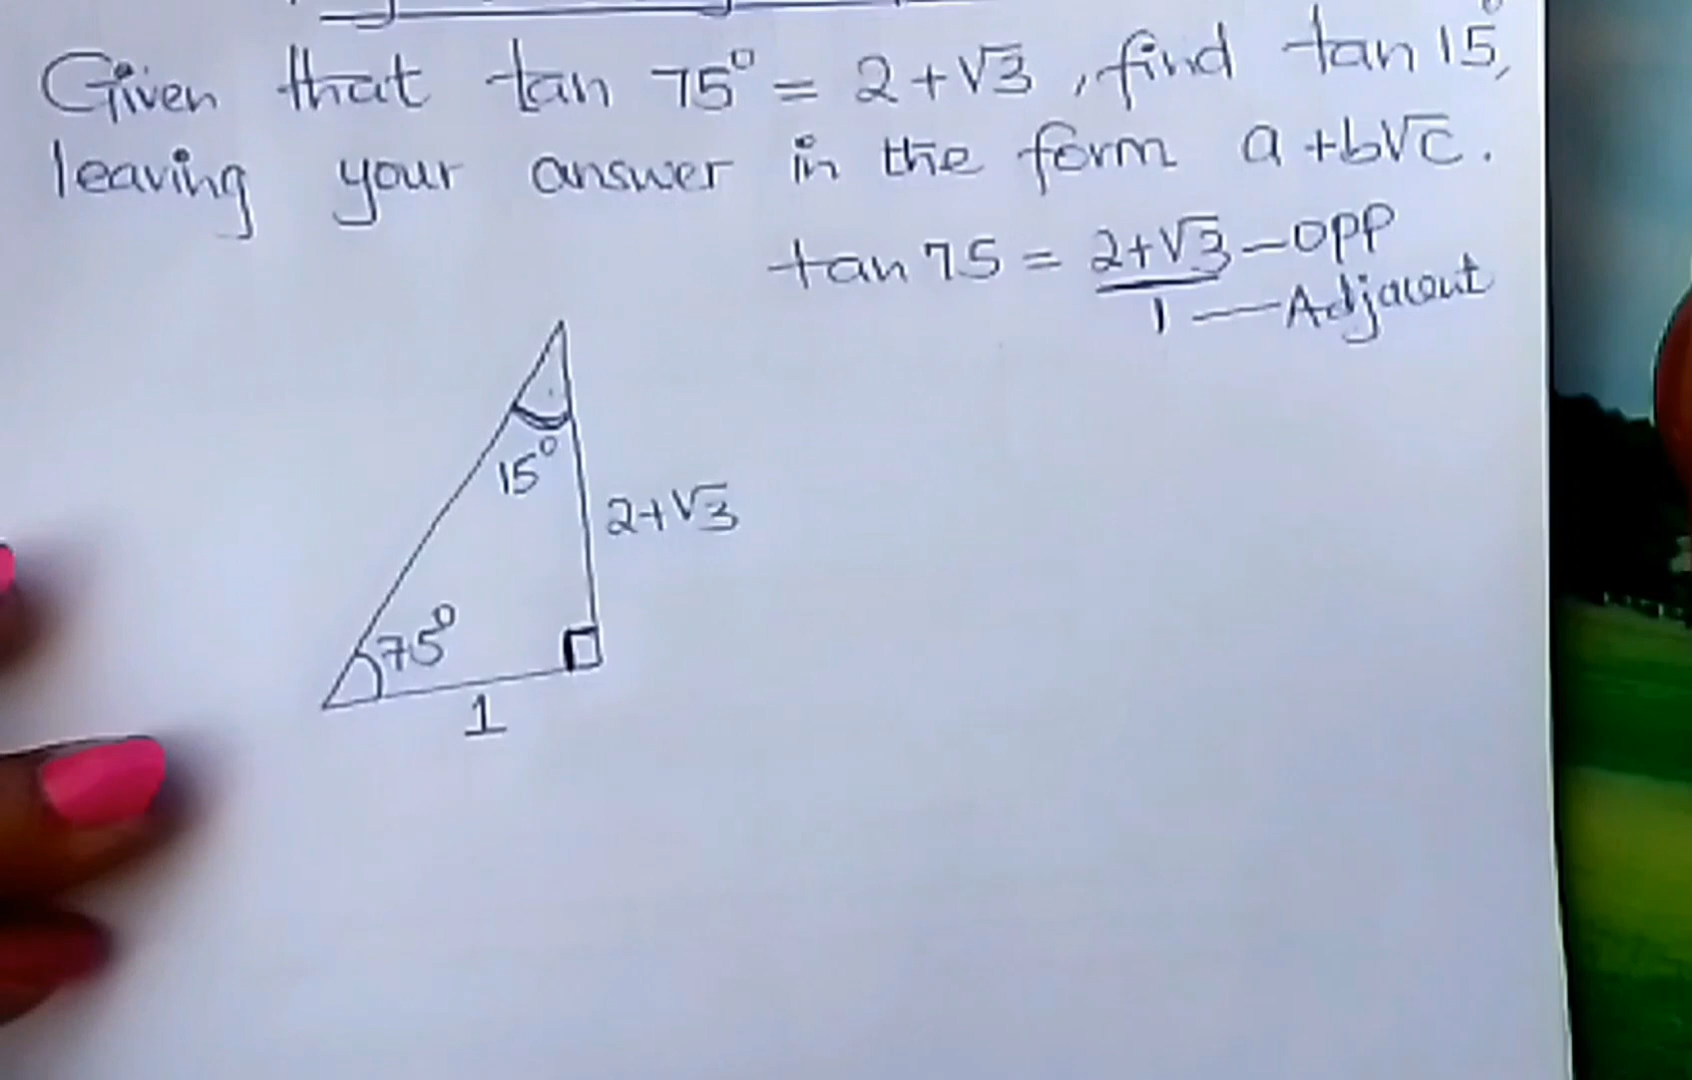 Given that tan 75° = 2+√3, find tan 15°,
leaving your answer in the form a+b√c.
tan 75 = 2+√3 — OPP
1 — Adjacent
15°
2+√3
75°
1